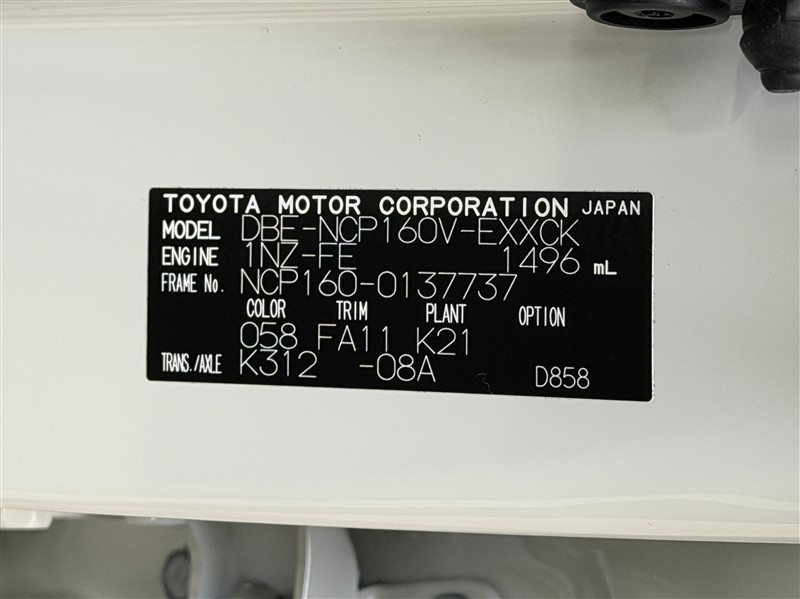 TOYOTA MOTOR CORPORATION JAPAN
MODEL DBE-NCP160V-EXXCK
ENGINE 1NZ-FE 1496 mL
FRAME No. NCP160-0137737
COLOR TRIM PLANT OPTION
058 FA11 K21
TRANS./AXLE K312 -08A D858